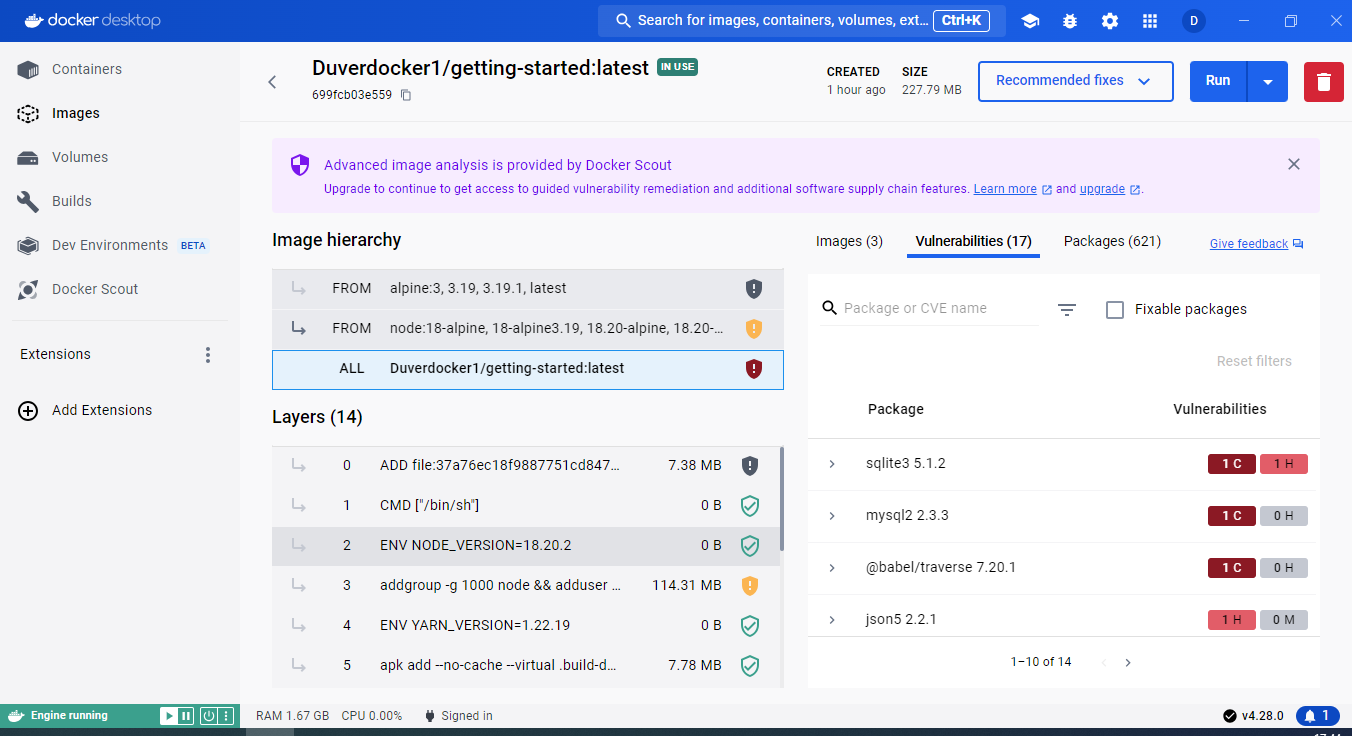 docker desktop
Search for images, containers, volumes, ext... Ctrl+K
D
Containers
Images
Volumes
Builds
Dev Environments BETA
Docker Scout
Extensions
Add Extensions
Duverdocker1/getting-started:latest IN USE
699fcb03e559
CREATED
1 hour ago
SIZE
227.79 MB
Recommended fixes
Run
Advanced image analysis is provided by Docker Scout
Upgrade to continue to get access to guided vulnerability remediation and additional software supply chain features. Learn more and upgrade .
Image hierarchy
FROM alpine:3, 3.19, 3.19.1, latest
FROM node:18-alpine, 18-alpine3.19, 18.20-alpine, 18.20-...
ALL Duverdocker1/getting-started:latest
Layers (14)
0 ADD file:37a76ec18f9887751cd847... 7.38 MB
1 CMD ["/bin/sh"] 0 B
2 ENV NODE_VERSION=18.20.2 0 B
3 addgroup -g 1000 node && adduser ... 114.31 MB
4 ENV YARN_VERSION=1.22.19 0 B
5 apk add --no-cache --virtual .build-d... 7.78 MB
Images (3) Vulnerabilities (17) Packages (621) Give feedback
Package or CVE name
Fixable packages
Reset filters
Package Vulnerabilities
sqlite3 5.1.2 1 C 1 H
mysql2 2.3.3 1 C 0 H
@babel/traverse 7.20.1 1 C 0 H
json5 2.2.1 1 H 0 M
1–10 of 14
Engine running
RAM 1.67 GB CPU 0.00% Signed in
v4.28.0
1